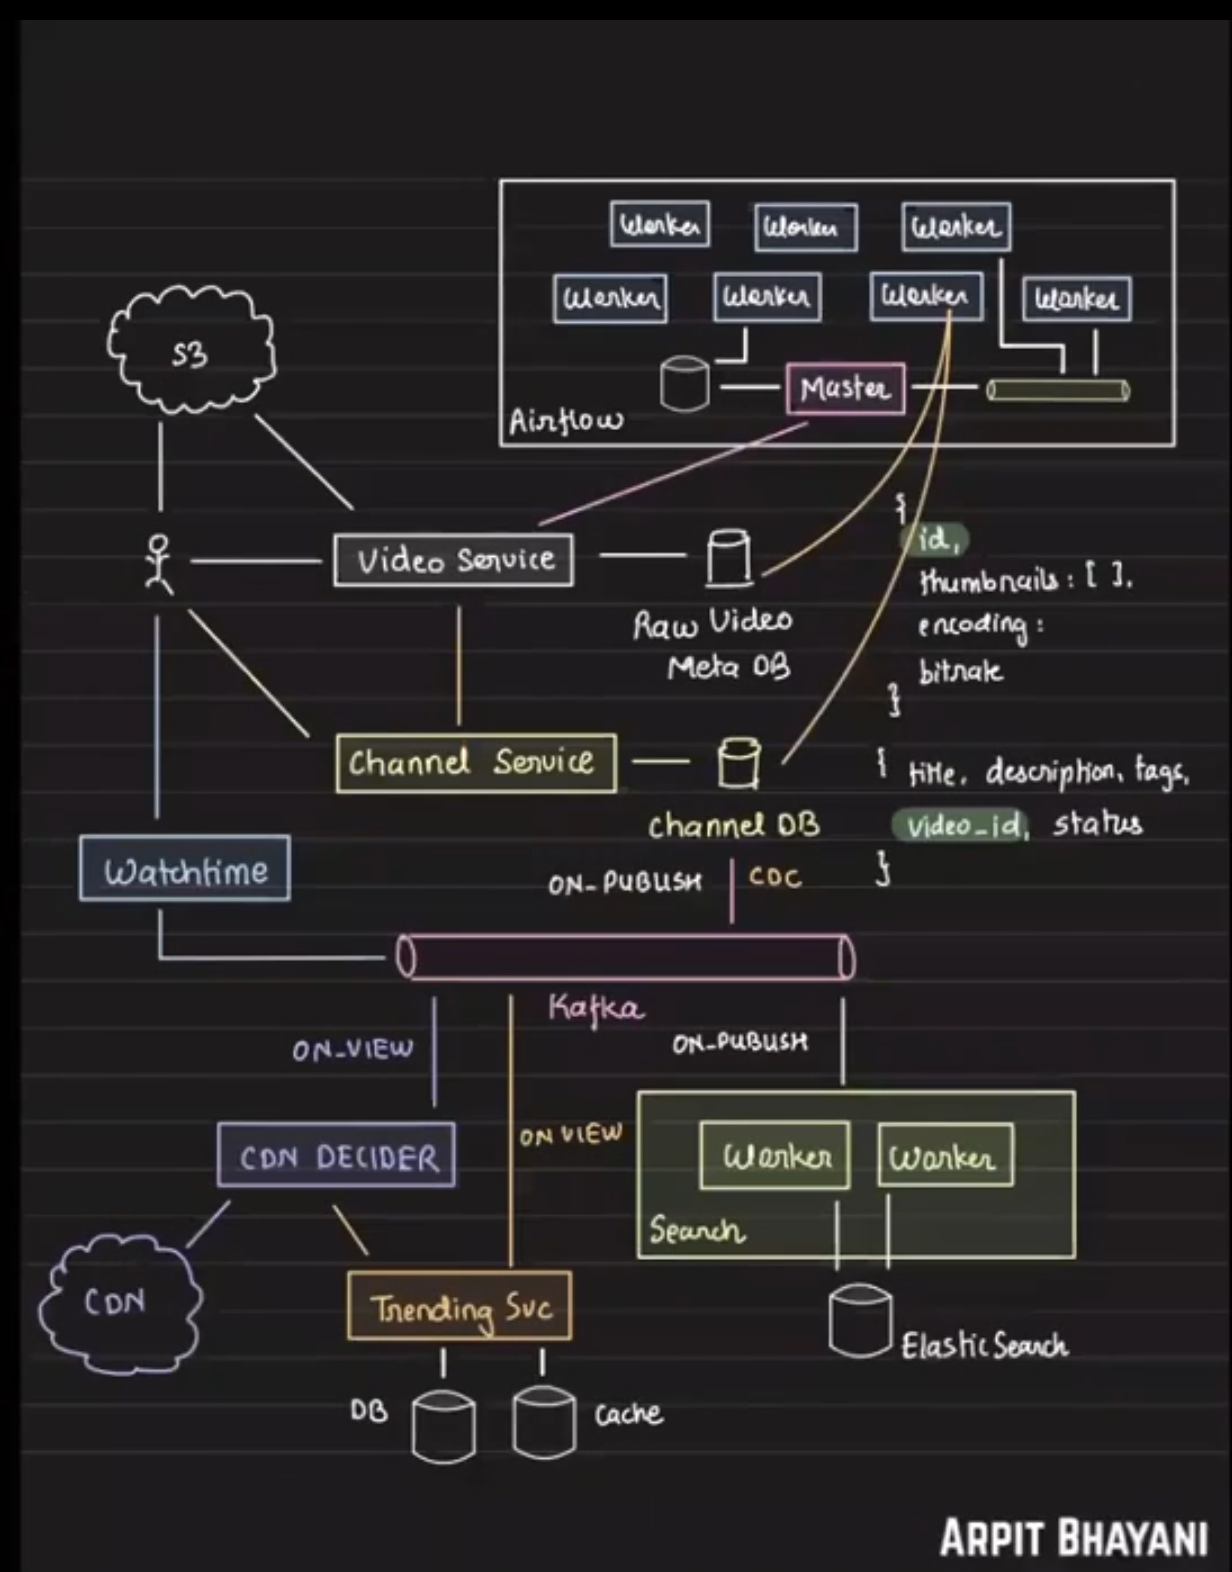 Worker Worker Worker
Worker Worker Worker Worker
S3
Master
Airflow
{
id,
Video Service
thumbnails: [ ],
Raw Video
encoding:
Meta DB
bitrate
}
Channel Service
{ title, description, tags,
Channel DB
video_id, status
}
Watchtime
ON-PUBLISH CDC
Kafka
ON_VIEW
ON_PUBLISH
ON VIEW
CDN DECIDER
Worker Worker
Search
CDN
Trending Svc
Elastic Search
DB
Cache
ARPIT BHAYANI